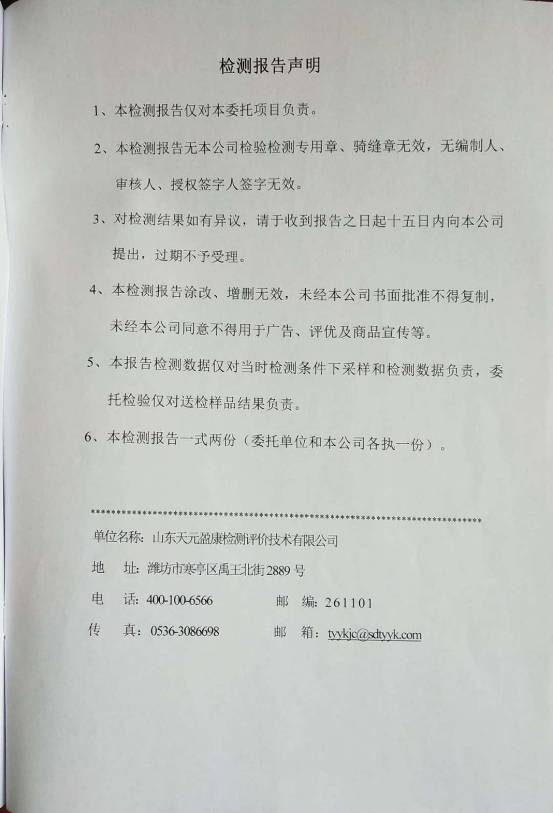 检测报告声明
1、本检测报告仅对本委托项目负责。
2、本检测报告无本公司检验检测专用章、骑缝章无效，无编制人、
审核人、授权签字人签字无效。
3、对检测结果如有异议，请于收到报告之日起十五日内向本公司
提出，过期不予受理。
4、本检测报告涂改、增删无效，未经本公司书面批准不得复制，
未经本公司同意不得用于广告、评优及商品宣传等。
5、本报告检测数据仅对当时检测条件下采样和检测数据负责，委
托检验仅对送检样品结果负责。
6、本检测报告一式两份（委托单位和本公司各执一份）。
******************************************************************************
单位名称：山东天元盈康检测评价技术有限公司
地 址：潍坊市寒亭区禹王北街2889号
电 话：400-100-6566 邮 编：261101
传 真：0536-3086698 邮 箱：tyykjc@sdtyyk.com